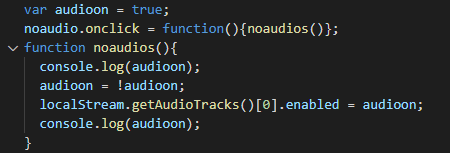 var audioon = true;
noaudio.onclick = function(){noaudios()};
function noaudios(){
console.log(audioon);
audioon = !audioon;
localStream.getAudioTracks()[0].enabled = audioon;
console.log(audioon);
}